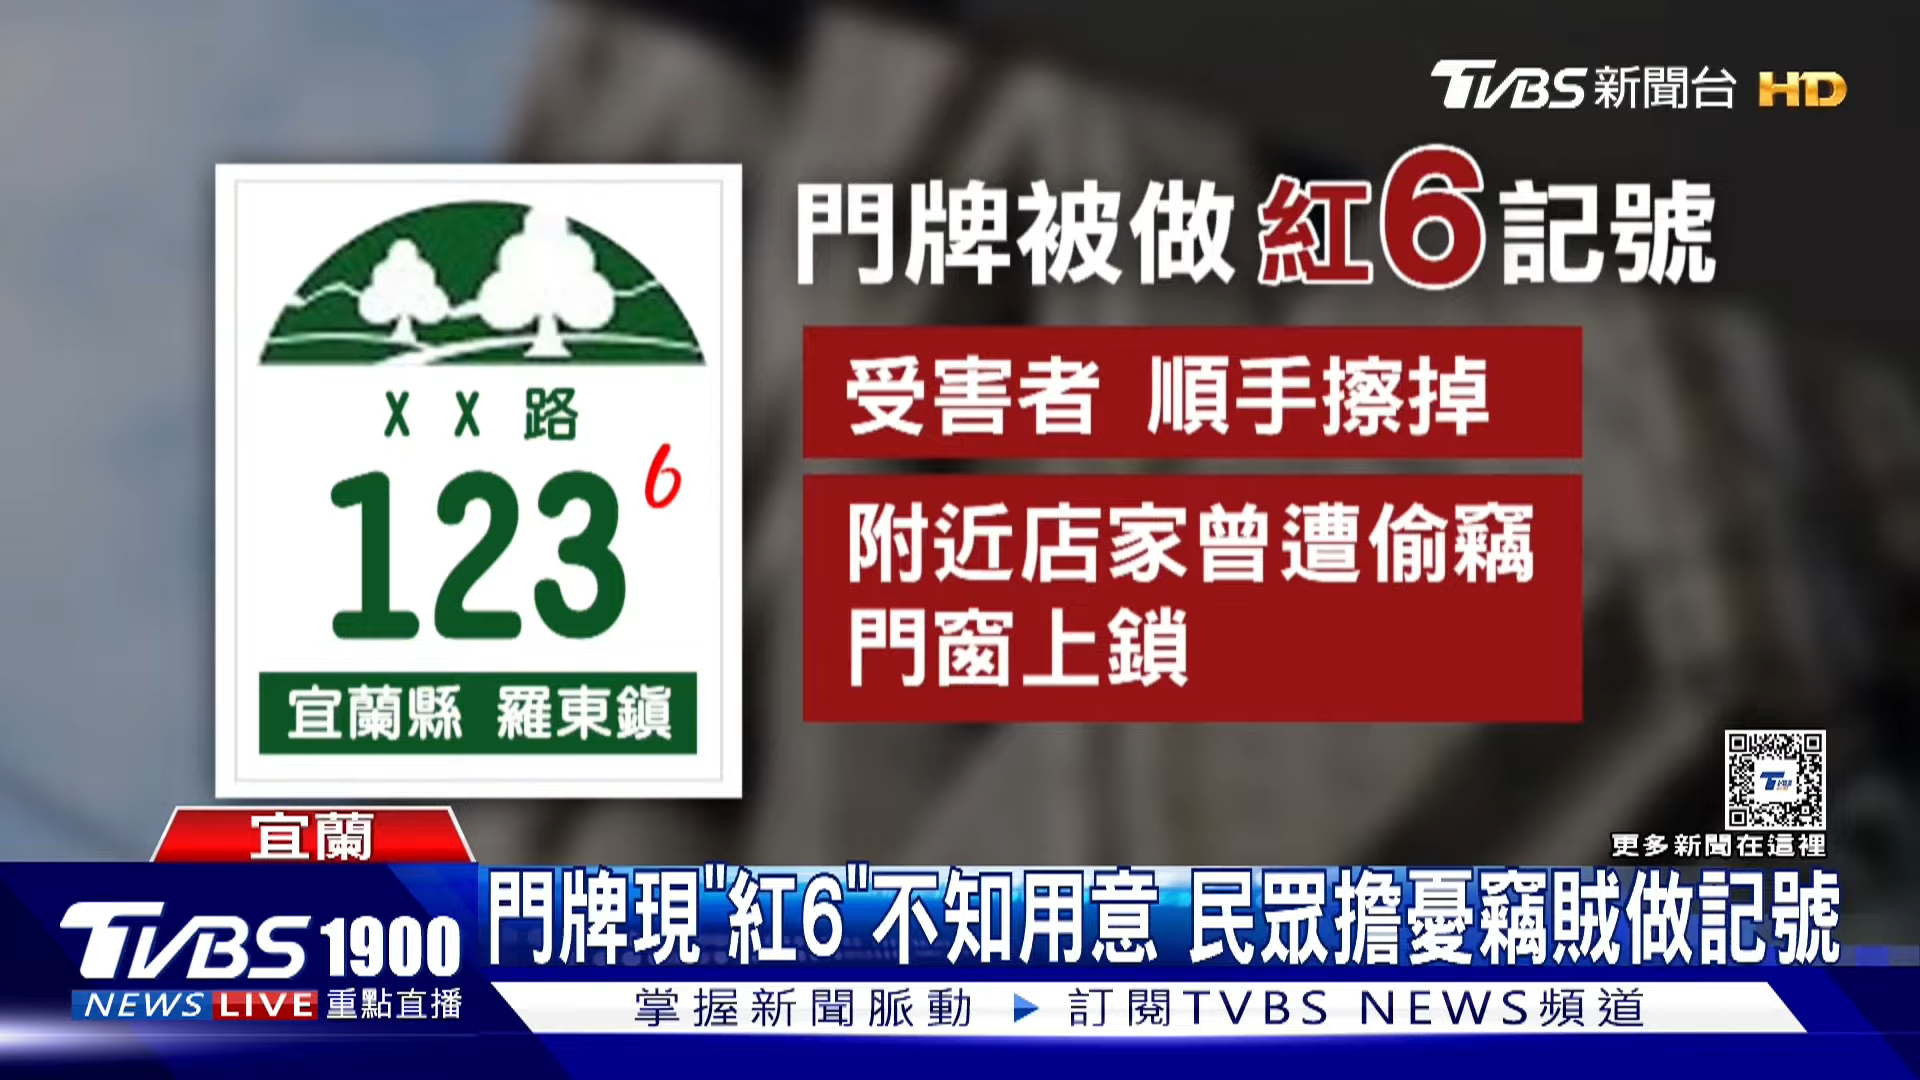 TVBS新聞台 HD
門牌被做紅6記號
X X 路
123 6
宜蘭縣 羅東鎮
受害者 順手擦掉
附近店家曾遭偷竊
門窗上鎖
TVBS
更多新聞在這裡
宜蘭
門牌現"紅6"不知用意 民眾擔憂竊賊做記號
TVBS 1900
NEWS LIVE 重點直播
掌握新聞脈動 ▶ 訂閱TVBS NEWS頻道